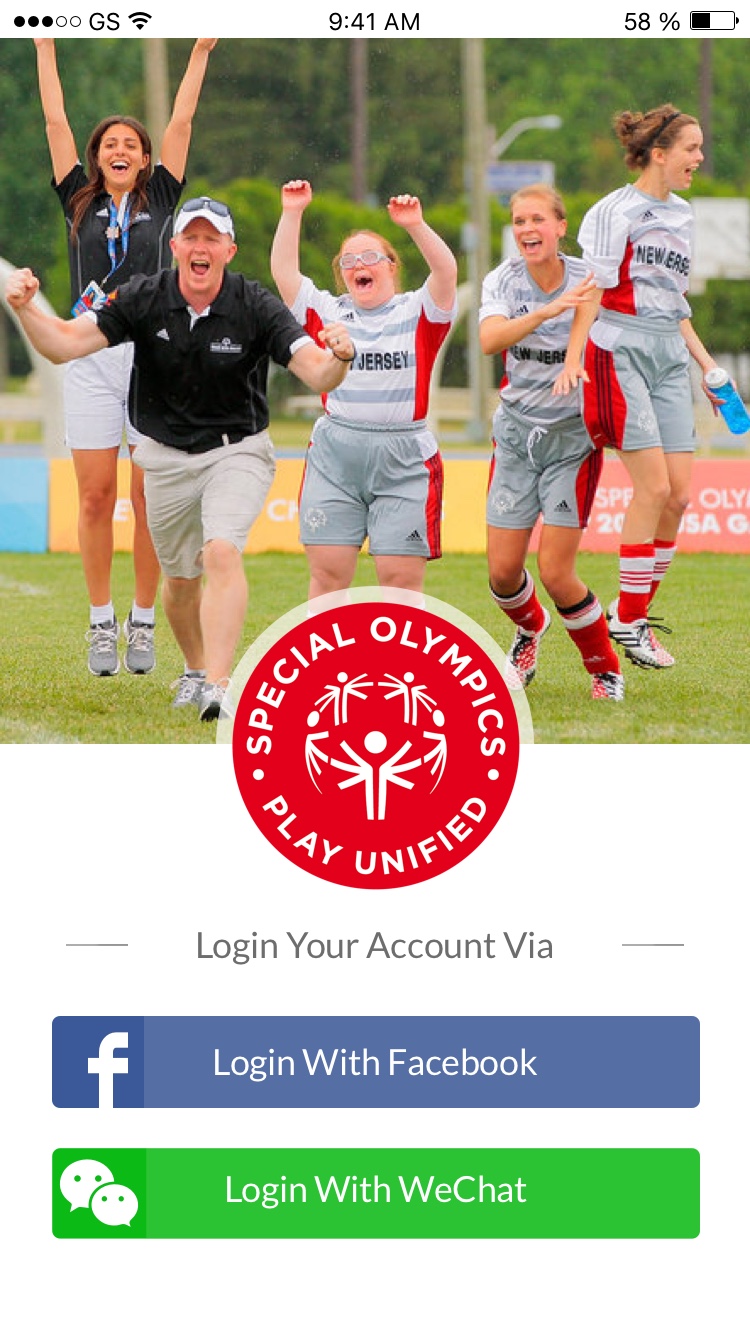 GS 9:41 AM 58 %
NEW JERSEY
JERSEY
NEW JERS
SPECIAL OLYMPICS
PLAY UNIFIED
Login Your Account Via
Login With Facebook
Login With WeChat